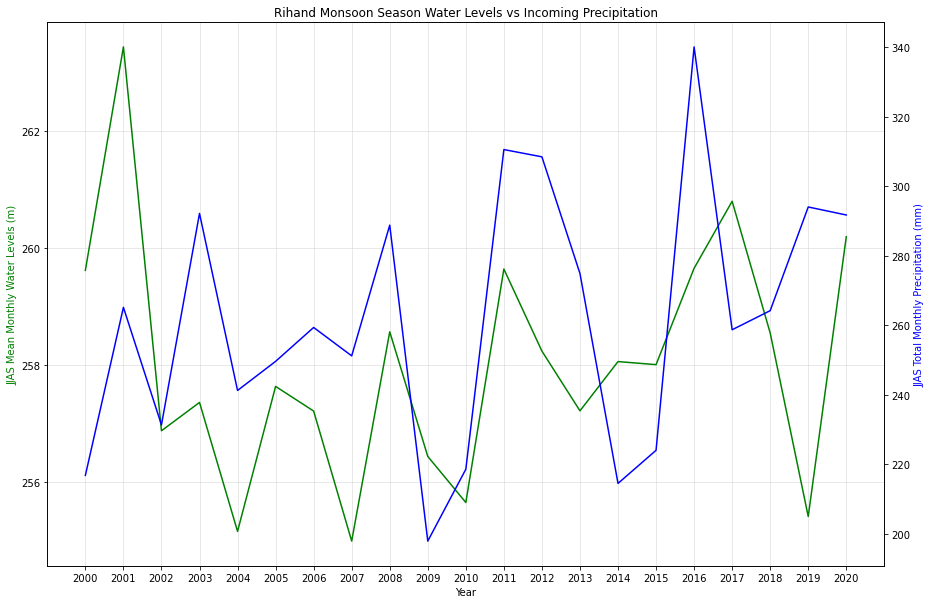 Rihand Monsoon Season Water Levels vs Incoming Precipitation
JJAS Mean Monthly Water Levels (m)
262
260
258
256
340
320
300
280
260
240
220
200
JJAS Total Monthly Precipitation (mm)
2000 2001 2002 2003 2004 2005 2006 2007 2008 2009 2010 2011 2012 2013 2014 2015 2016 2017 2018 2019 2020
Year